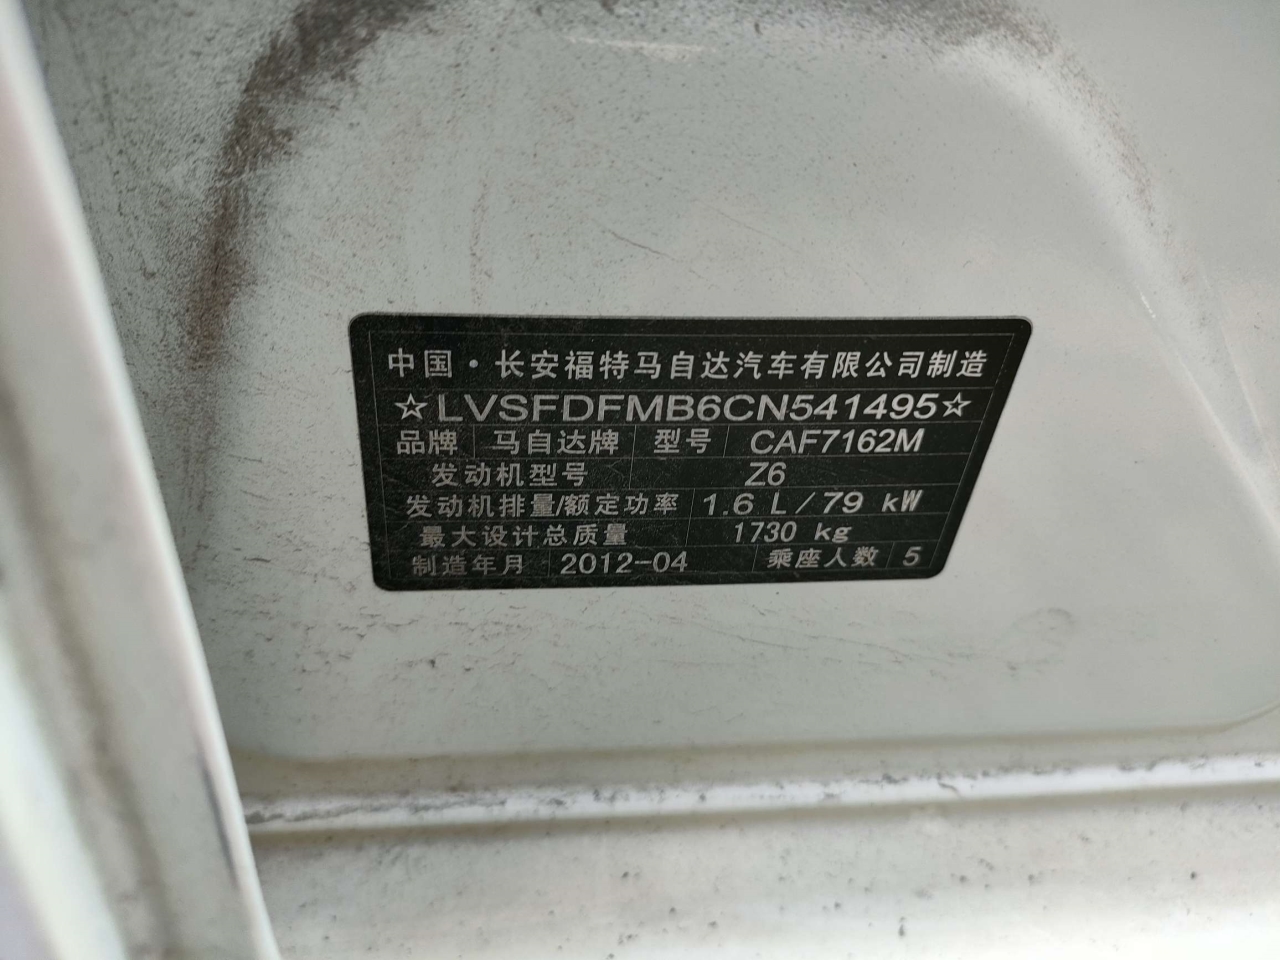 中国·长安福特马自达汽车有限公司制造
☆LVSFDFMB6CN541495☆
品牌 马自达牌 型号 CAF7162M
发动机型号 Z6
发动机排量/额定功率 1.6 L/79 kW
最大设计总质量 1730 kg
制造年月 2012-04 乘座人数 5